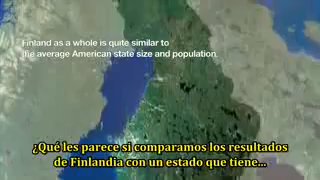 Finland as a whole is quite similar to
the average American state size and population.
¿Qué les parece si comparamos los resultados
de Finlandia con un estado que tiene...